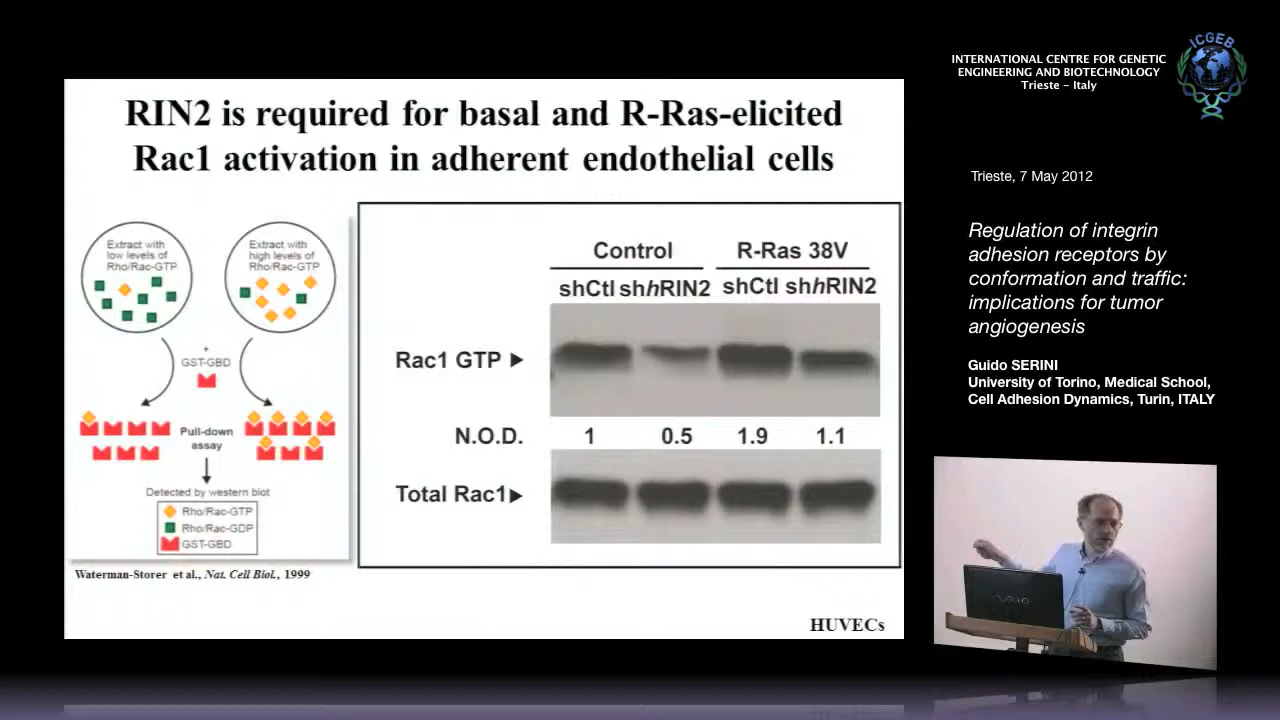 RIN2 is required for basal and R-Ras-elicited
Rac1 activation in adherent endothelial cells
Extract with
low levels of
Rho/Rac-GTP
Extract with
high levels of
Rho/Rac-GTP
+
GST-GBD
Pull-down
assay
Detected by western blot
Rho/Rac-GTP
Rho/Rac-GDP
GST-GBD
Waterman-Storer et al., Nat. Cell Biol., 1999
Control R-Ras 38V
shCtl shhRIN2 shCtl shhRIN2
Rac1 GTP
N.O.D. 1 0.5 1.9 1.1
Total Rac1
HUVECs
INTERNATIONAL CENTRE FOR GENETIC
ENGINEERING AND BIOTECHNOLOGY
Trieste - Italy
ICGEB
Trieste, 7 May 2012
Regulation of integrin
adhesion receptors by
conformation and traffic:
implications for tumor
angiogenesis
Guido SERINI
University of Torino, Medical School,
Cell Adhesion Dynamics, Turin, ITALY
VAIO